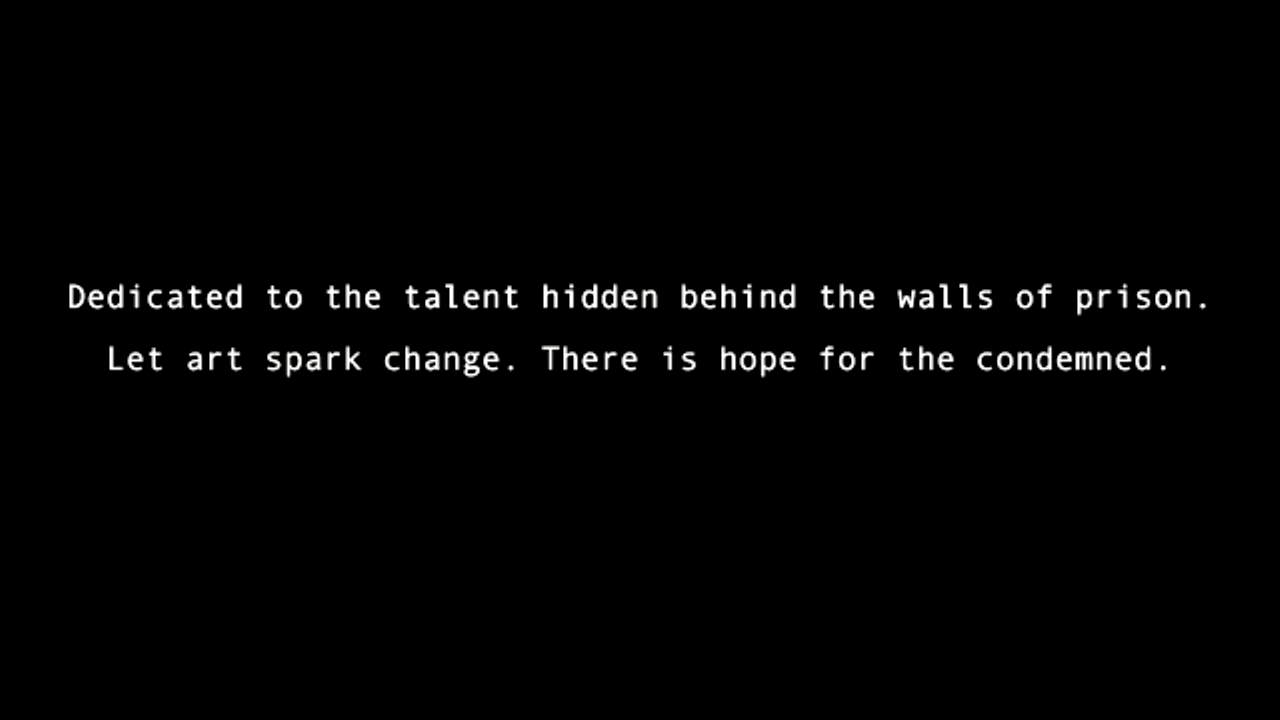 Dedicated to the talent hidden behind the walls of prison.
Let art spark change. There is hope for the condemned.